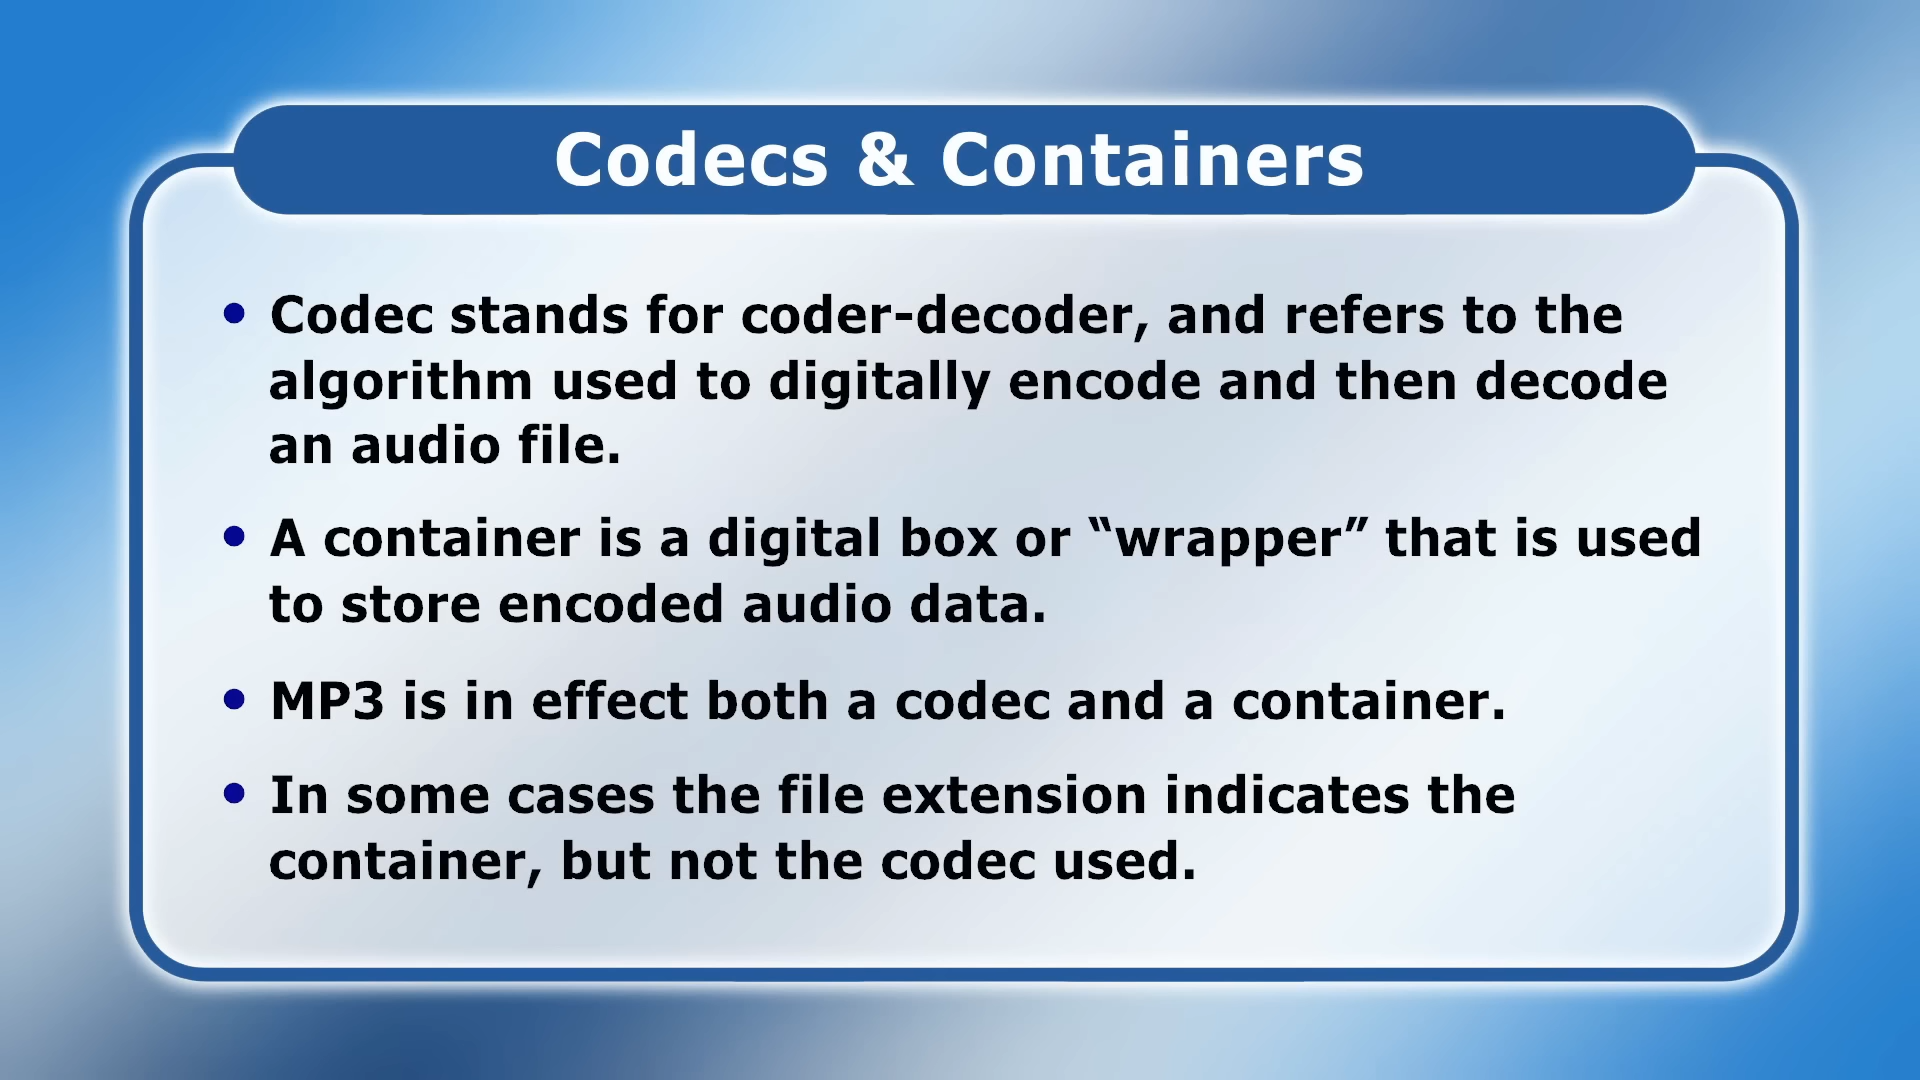 Codecs & Containers
• Codec stands for coder-decoder, and refers to the
algorithm used to digitally encode and then decode
an audio file.
• A container is a digital box or “wrapper” that is used
to store encoded audio data.
• MP3 is in effect both a codec and a container.
• In some cases the file extension indicates the
container, but not the codec used.